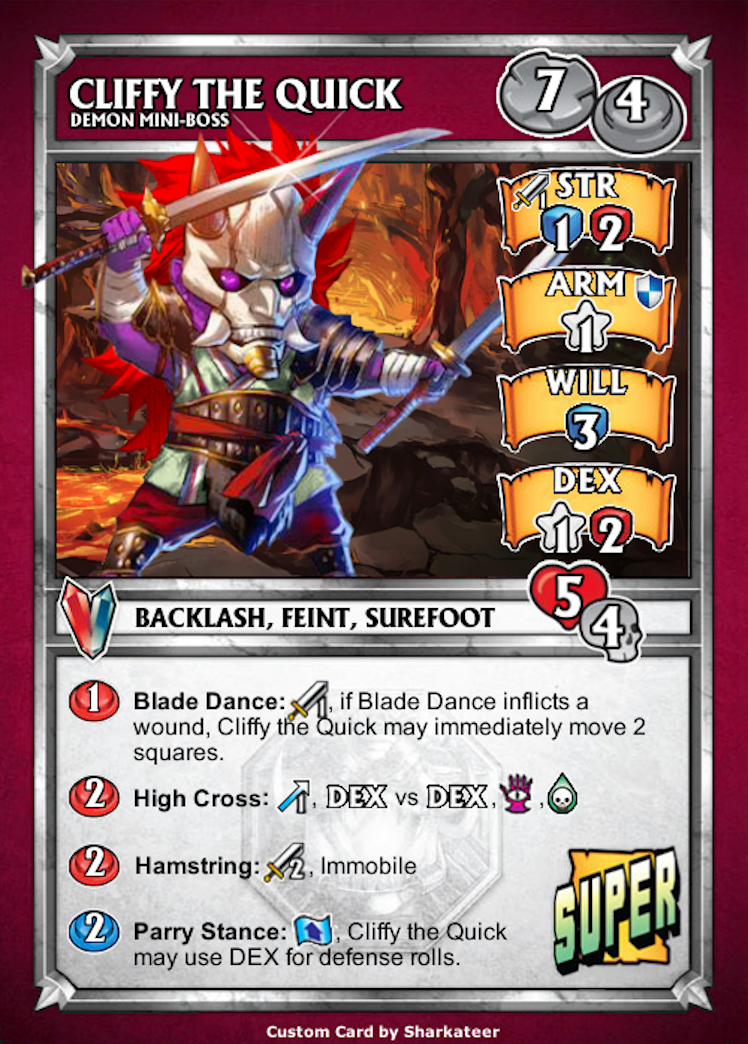 CLIFFY THE QUICK
DEMON MINI-BOSS
7 4
STR
1 2
ARM
1
WILL
3
DEX
1 2
BACKLASH, FEINT, SUREFOOT
5
4
1 Blade Dance: 1, if Blade Dance inflicts a
wound, Cliffy the Quick may immediately move 2
squares.
2 High Cross: 1, DEX vs DEX, ,
2 Hamstring: 2, Immobile
2 Parry Stance: , Cliffy the Quick
may use DEX for defense rolls.
SUPER
Custom Card by Sharkateer